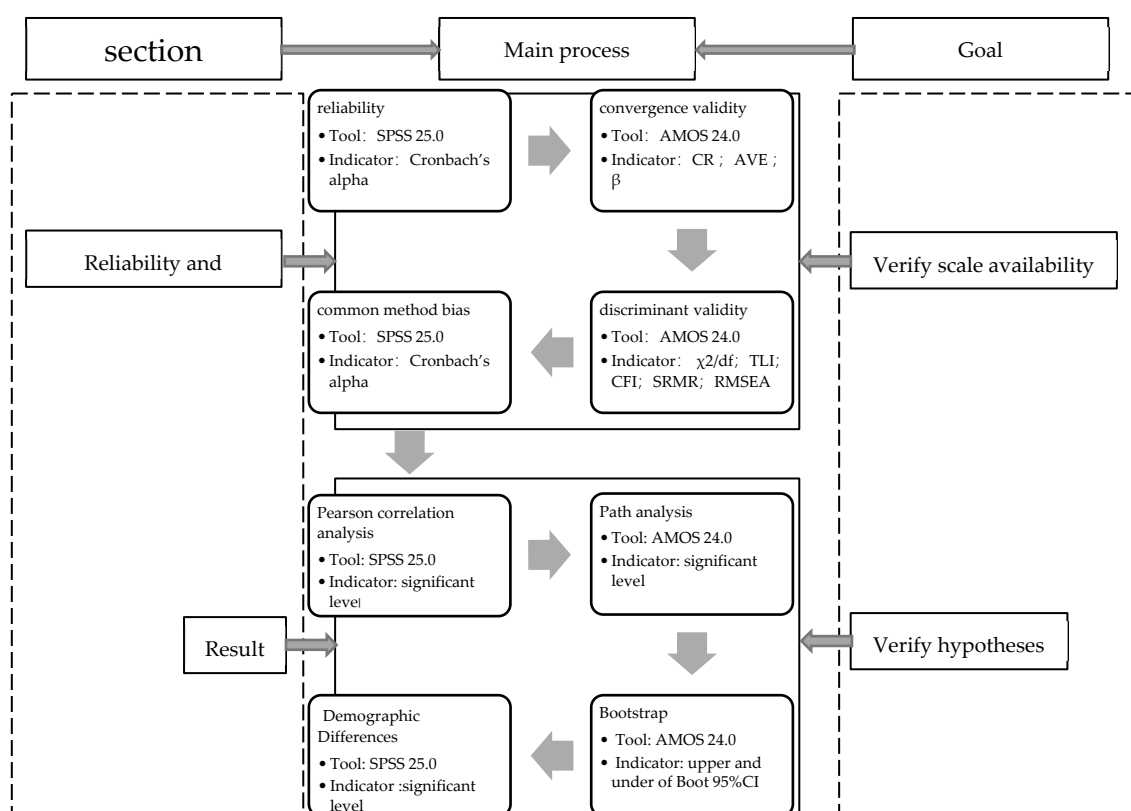 section
Main process
Goal
reliability
• Tool： SPSS 25.0
• Indicator： Cronbach's
alpha
convergence validity
• Tool： AMOS 24.0
• Indicator： CR； AVE；
β
Reliability and
Verify scale availability
common method bias
• Tool： SPSS 25.0
• Indicator： Cronbach's
alpha
discriminant validity
• Tool： AMOS 24.0
• Indicator： χ2/df； TLI；
CFI； SRMR； RMSEA
Pearson correlation
analysis
• Tool: SPSS 25.0
• Indicator: significant
level
Path analysis
• Tool: AMOS 24.0
• Indicator: significant
level
Result
Verify hypotheses
Demographic
Differences
• Tool: SPSS 25.0
• Indicator :significant
level
Bootstrap
• Tool: AMOS 24.0
• Indicator: upper and
under of Boot 95%CI